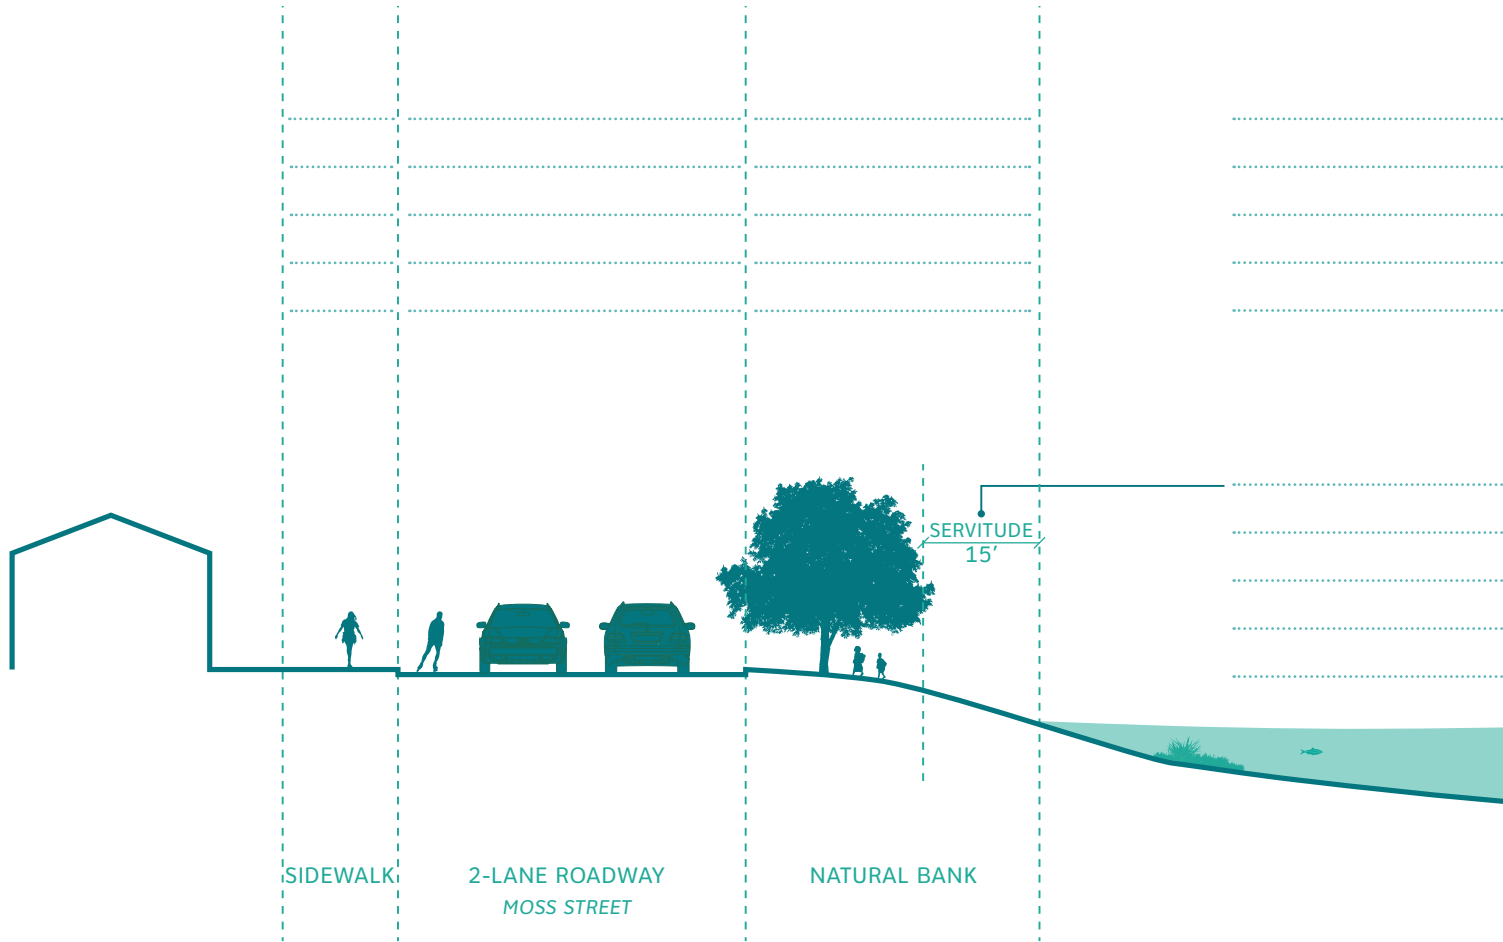 SERVITUDE
15’
SIDEWALK
2-LANE ROADWAY
MOSS STREET
NATURAL BANK